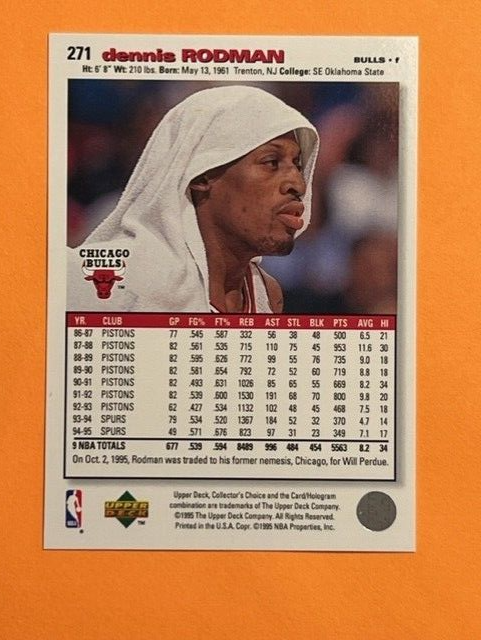 271 dennis RODMAN BULLS • f
Ht: 6' 8" Wt: 210 lbs. Born: May 13, 1961 Trenton, NJ College: SE Oklahoma State
CHICAGO
BULLS
TM
YR. CLUB GP FG% FT% REB AST STL BLK PTS AVG HI
86-87 PISTONS 77 .545 .587 332 56 38 48 500 6.5 21
87-88 PISTONS 82 .561 .535 715 110 75 45 953 11.6 30
88-89 PISTONS 82 .595 .626 772 99 55 76 735 9.0 18
89-90 PISTONS 82 .581 .654 792 72 52 60 719 8.8 18
90-91 PISTONS 82 .493 .631 1026 85 65 55 669 8.2 34
91-92 PISTONS 82 .539 .600 1530 191 68 70 800 9.8 20
92-93 PISTONS 62 .427 .534 1132 102 48 45 468 7.5 18
93-94 SPURS 79 .534 .520 1367 184 52 32 370 4.7 14
94-95 SPURS 49 .571 .676 823 97 31 23 349 7.1 17
9 NBA TOTALS 677 .539 .594 8489 996 484 454 5563 8.2 34
On Oct. 2, 1995, Rodman was traded to his former nemesis, Chicago, for Will Perdue.
Upper Deck, Collector's Choice and the Card/Hologram
combination are trademarks of The Upper Deck Company.
©1995 The Upper Deck Company. All Rights Reserved.
Printed in the U.S.A. Copr. ©1995 NBA Properties, Inc.
NBA
UPPER
DECK
TM